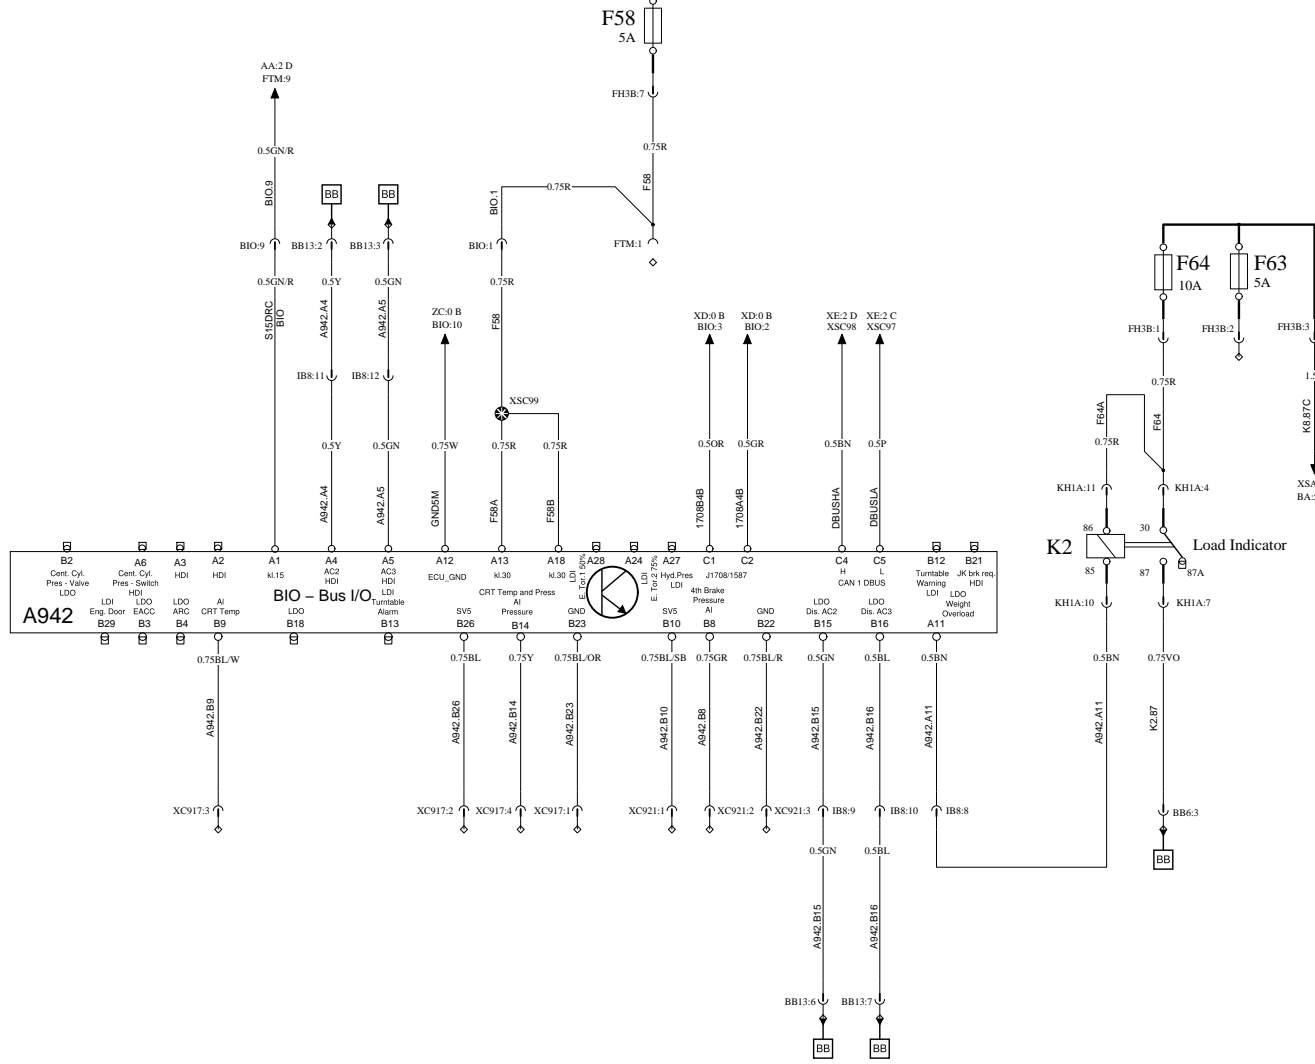 F58
5A
AA:2 D
FTM:9
FH3B:7
0.5GN/R
0.75R
BIO.9
BB
BB
BIO.1
0.75R
F58
BIO:9
BB13:2
BB13:3
BIO:1
FTM:1
F64
10A
F63
5A
0.5GN/R
0.5Y
0.5GN
0.75R
S15DRC
BIO
A942.A4
A942.A5
F58
ZC:0 B
BIO:10
XD:0 B
BIO:3
XD:0 B
BIO:2
XE:2 D
XSC98
XE:2 C
XSC97
FH3B:1
FH3B:2
FH3B:3
IB8:11
IB8:12
0.75R
1.5
XSC99
F64A
F64
K8.87C
0.5Y
0.5GN
0.75W
0.75R
0.75R
0.5OR
0.5GR
0.5BN
0.5P
0.75R
A942.A4
A942.A5
GND5M
F58A
F58B
1708B4B
1708A4B
DBUSHA
DBUSLA
KH1A:11
KH1A:4
XSA
BA:
86
30
K2
Load Indicator
85
87
87A
B2
A6
A3
A2
A1
A4
A5
A12
A13
A18
A28
A24
A27
C1
C2
C4
C5
B12
B21
Cent. Cyl.
Pres - Valve
LDO
Cent. Cyl.
Pres - Switch
HDI
HDI
HDI
kl.15
AC2
HDI
AC3
HDI
ECU_GND
kl.30
kl.30
LDI
E. Tor.1 50%
LDI
E. Tor.2 75%
Hyd.Pres
LDI
J1708/1587
H
L
CAN 1 DBUS
Turntable
Warning
LDI
JK brk req.
HDI
A942
BIO – Bus I/O
LDI
Eng. Door
LDO
EACC
LDO
ARC
AI
CRT Temp
LDO
LDI
Turntable
Alarm
SV5
CRT Temp and Press
AI
Pressure
GND
SV5
4th Brake
Pressure
AI
GND
LDO
Dis. AC2
LDO
Dis. AC3
LDO
Weight
Overload
B29
B3
B4
B9
B18
B13
B26
B14
B23
B10
B8
B22
B15
B16
A11
KH1A:10
KH1A:7
0.75BL/W
0.75BL
0.75Y
0.75BL/OR
0.75BL/SB
0.75GR
0.75BL/R
0.5GN
0.5BL
0.5BN
0.5BN
0.75VO
A942.B9
A942.B26
A942.B14
A942.B23
A942.B10
A942.B8
A942.B22
A942.B15
A942.B16
A942.A11
A942.A11
K2.87
XC917:3
XC917:2
XC917:4
XC917:1
XC921:1
XC921:2
XC921:3
IB8:9
IB8:10
IB8:8
BB6:3
0.5GN
0.5BL
BB
A942.B15
A942.B16
BB13:6
BB13:7
BB
BB